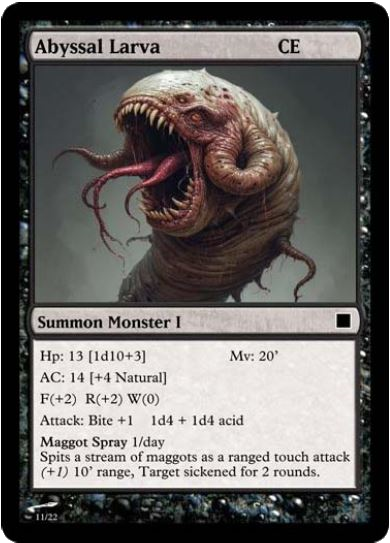 Abyssal Larva CE
Summon Monster I
Hp: 13 [1d10+3] Mv: 20’
AC: 14 [+4 Natural]
F(+2) R(+2) W(0)
Attack: Bite +1 1d4 + 1d4 acid
Maggot Spray 1/day
Spits a stream of maggots as a ranged touch attack
(+1) 10’ range, Target sickened for 2 rounds.
11/22